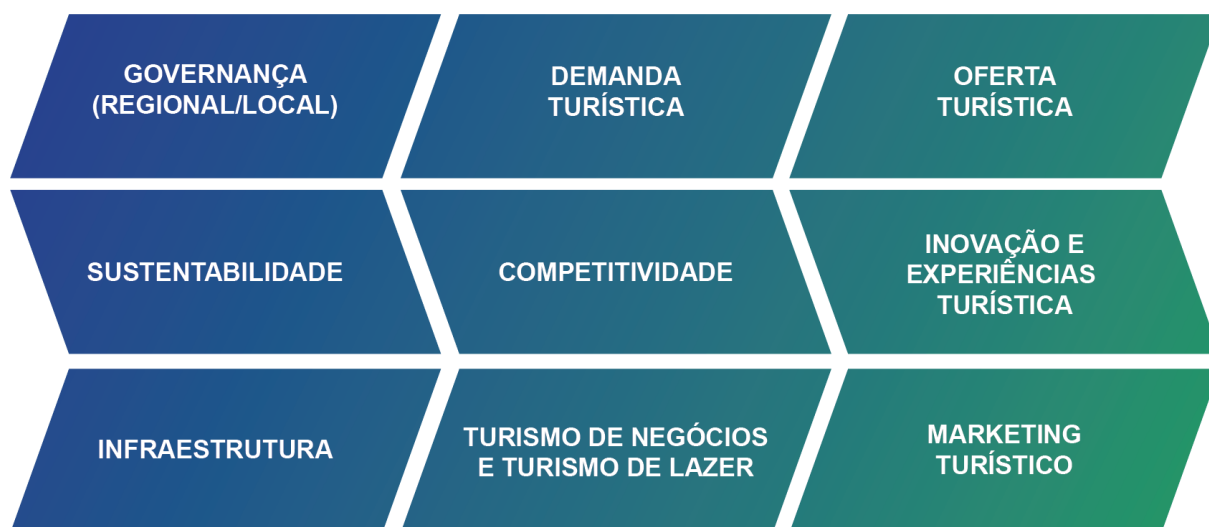 GOVERNANÇA
(REGIONAL/LOCAL)
DEMANDA
TURÍSTICA
OFERTA
TURÍSTICA
SUSTENTABILIDADE
COMPETITIVIDADE
INOVAÇÃO E
EXPERIÊNCIAS
TURÍSTICA
INFRAESTRUTURA
TURISMO DE NEGÓCIOS
E TURISMO DE LAZER
MARKETING
TURÍSTICO